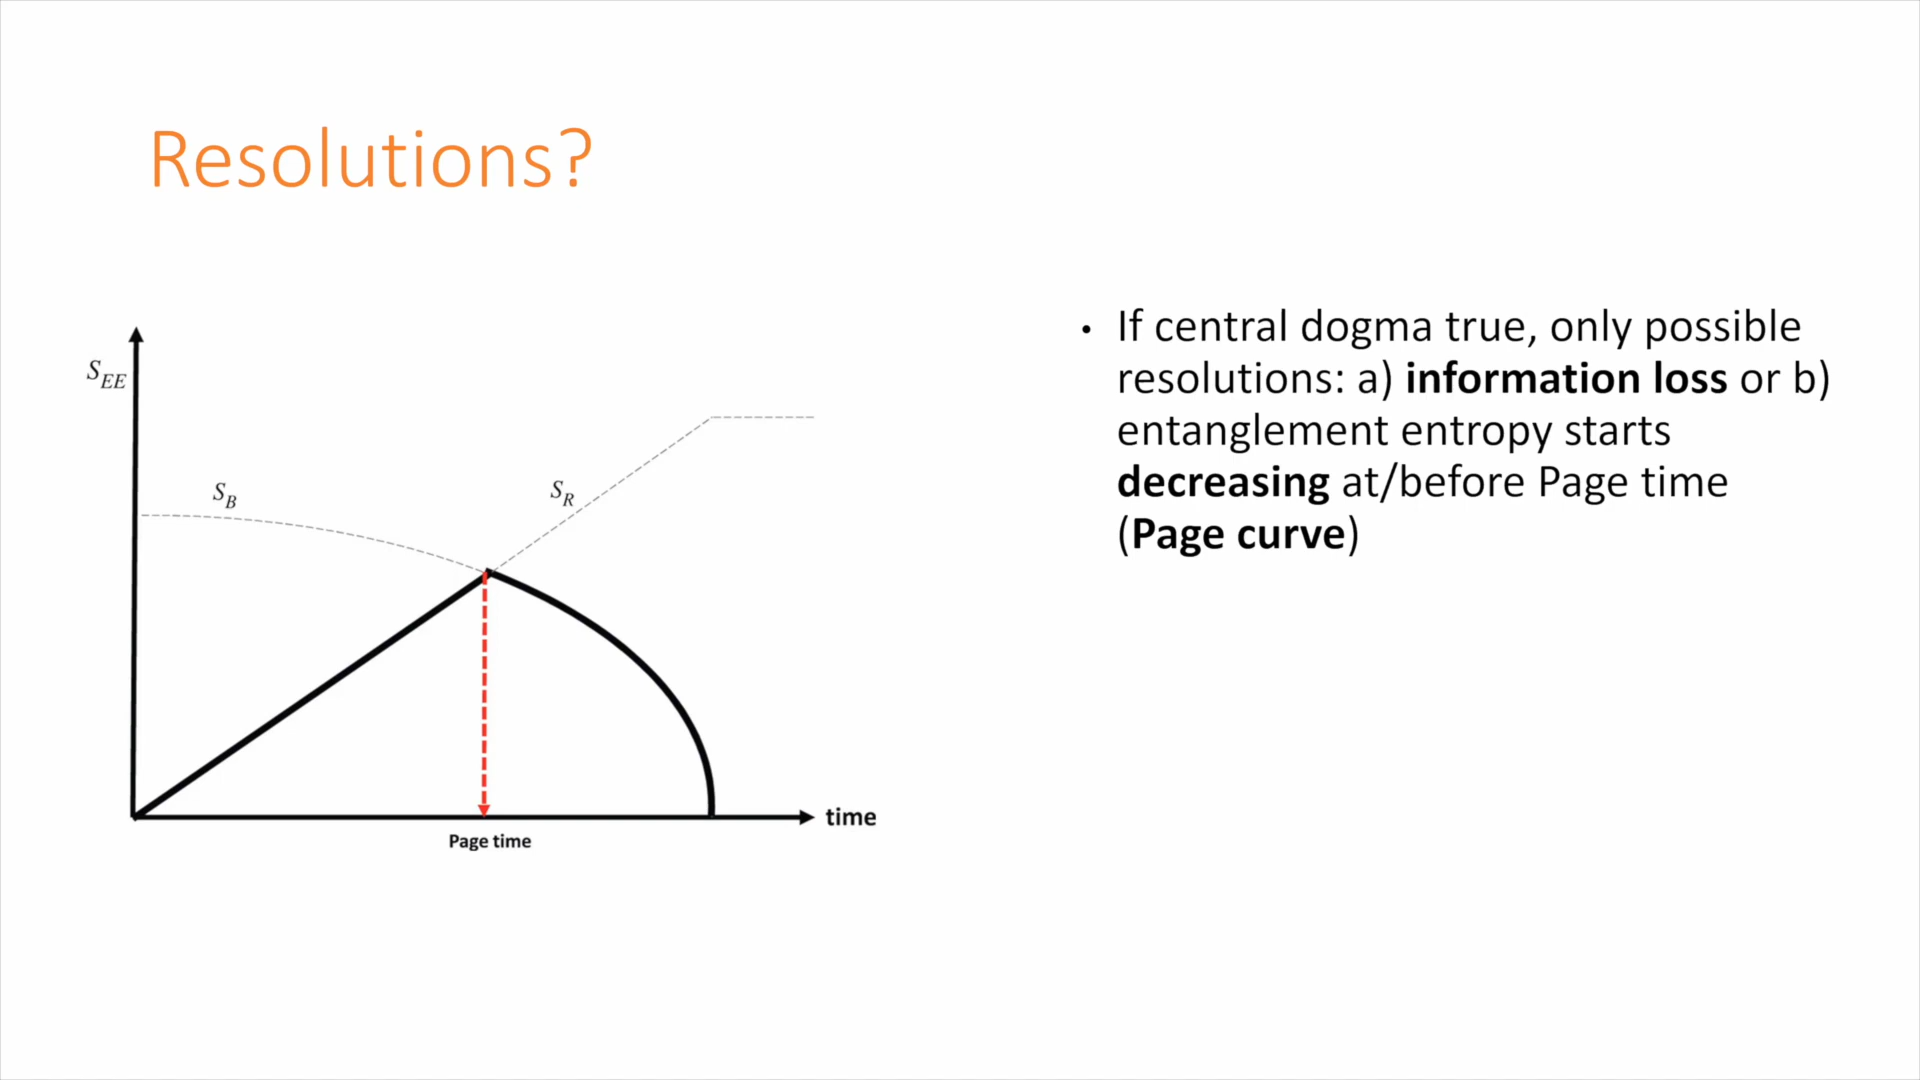 Resolutions?
S_EE
S_B
S_R
time
Page time
• If central dogma true, only possible
resolutions: a) information loss or b)
entanglement entropy starts
decreasing at/before Page time
(Page curve)